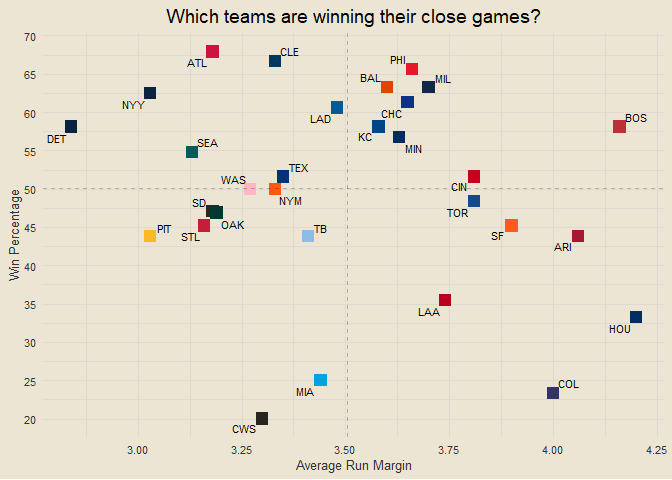 Which teams are winning their close games?
70
65
60
55
50
45
40
35
30
25
20
Win Percentage
ATL
CLE
PHI
BAL
MIL
NYY
LAD
CHC
BOS
DET
KC
MIN
SEA
TEX
WAS
NYM
CIN
TOR
SD
PIT
STL
OAK
TB
SF
ARI
LAA
HOU
MIA
COL
CWS
3.00
3.25
3.50
3.75
4.00
4.25
Average Run Margin